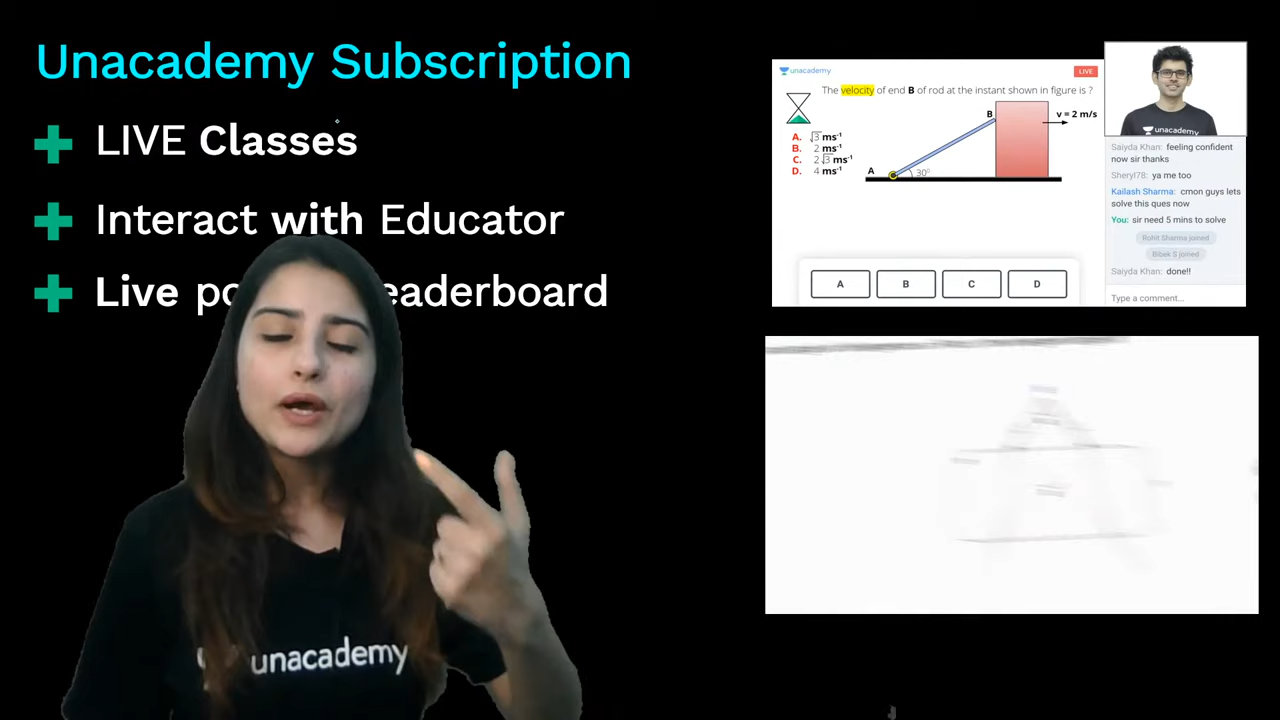 Unacademy Subscription
LIVE Classes
Interact with Educator
Live eaderboard
unacademy
unacademy
LIVE
The velocity of end B of rod at the instant shown in figure is ?
A. √3 ms⁻¹
B. 2 ms⁻¹
C. 2√3 ms⁻¹
D. 4 ms⁻¹
B
v = 2 m/s
A
30°
A B C D
unacademy
Saiyda Khan: feeling confident
now sir thanks
Sheryl78: ya me too
Kailash Sharma: cmon guys lets
solve this ques now
You: sir need 5 mins to solve
Rohit Sharma joined
Bibek S joined
Saiyda Khan: done!!
Type a comment...